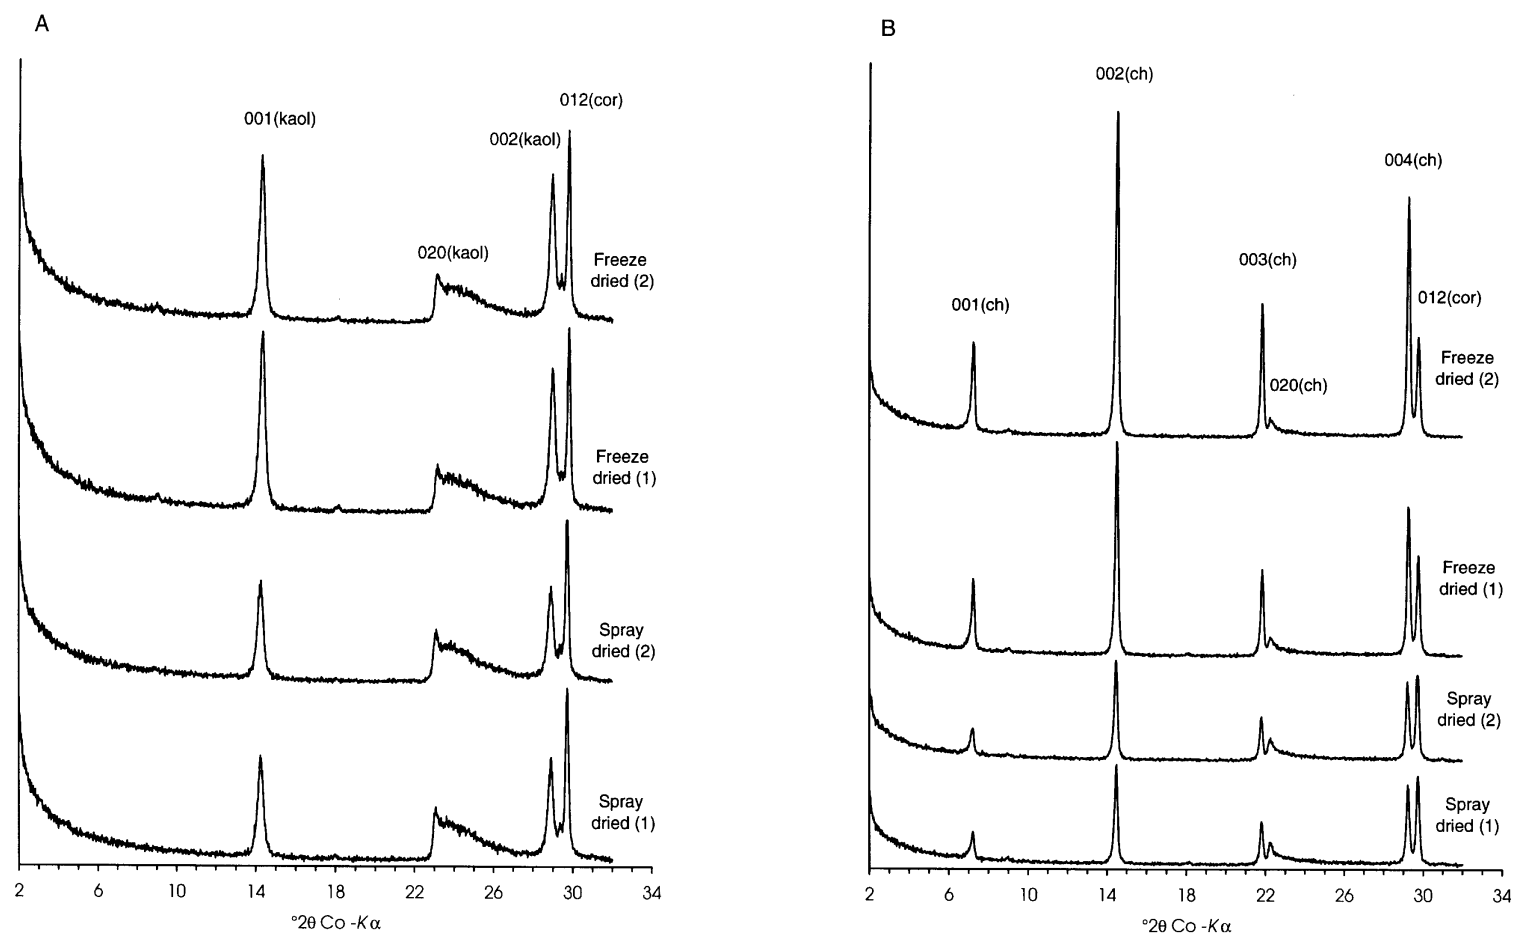 A
001(kaol)
012(cor)
002(kaol)
020(kaol)
Freeze
dried (2)
Freeze
dried (1)
Spray
dried (2)
Spray
dried (1)
2 6 10 14 18 22 26 30 34
°2θ Co -Kα
B
002(ch)
004(ch)
003(ch)
001(ch)
012(cor)
020(ch)
Freeze
dried (2)
Freeze
dried (1)
Spray
dried (2)
Spray
dried (1)
2 6 10 14 18 22 26 30 34
°2θ Co -Kα